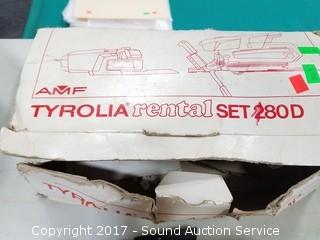 AMF
TYROLIA rental SET 280D
TYROLIA
Copyright 2017 - Sound Auction Service